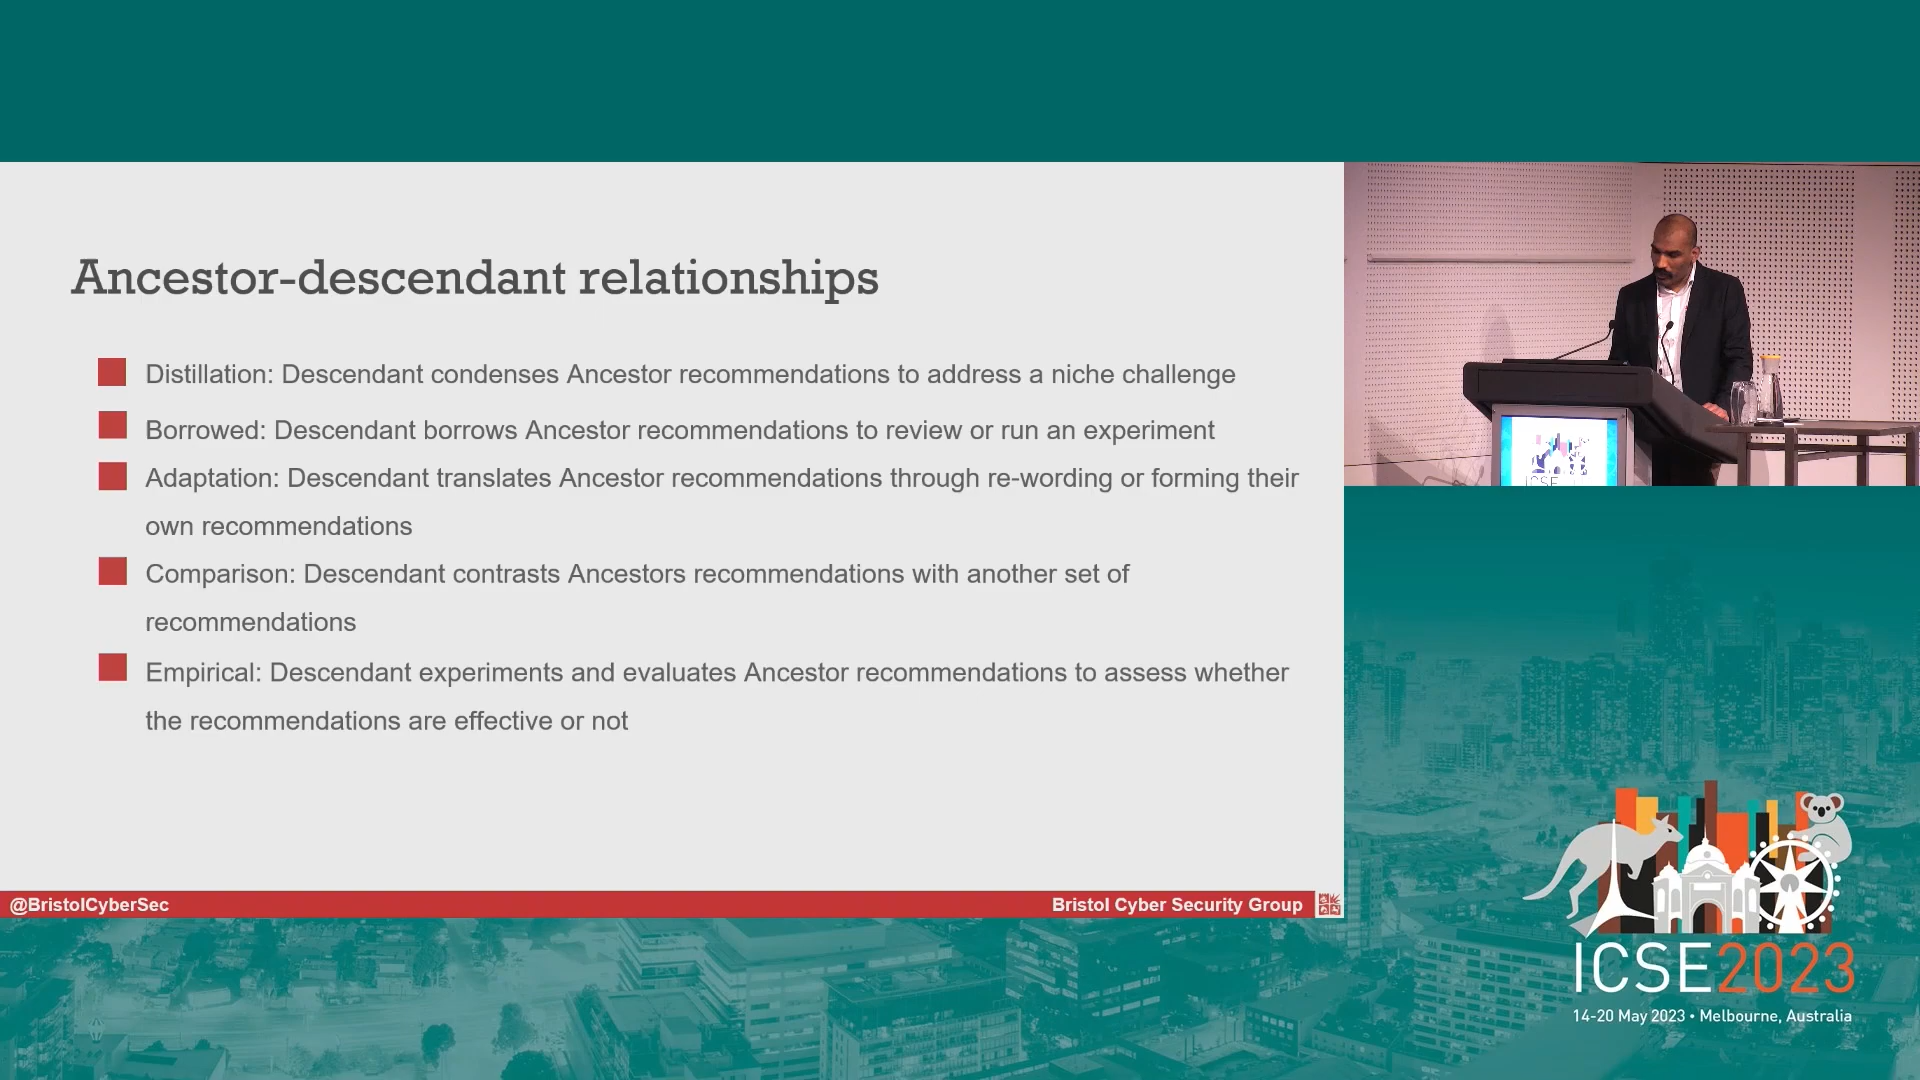 Ancestor-descendant relationships
Distillation: Descendant condenses Ancestor recommendations to address a niche challenge
Borrowed: Descendant borrows Ancestor recommendations to review or run an experiment
Adaptation: Descendant translates Ancestor recommendations through re-wording or forming their
own recommendations
Comparison: Descendant contrasts Ancestors recommendations with another set of
recommendations
Empirical: Descendant experiments and evaluates Ancestor recommendations to assess whether
the recommendations are effective or not
@BristolCyberSec
Bristol Cyber Security Group
ICSE
ICSE2023
14-20 May 2023 • Melbourne, Australia